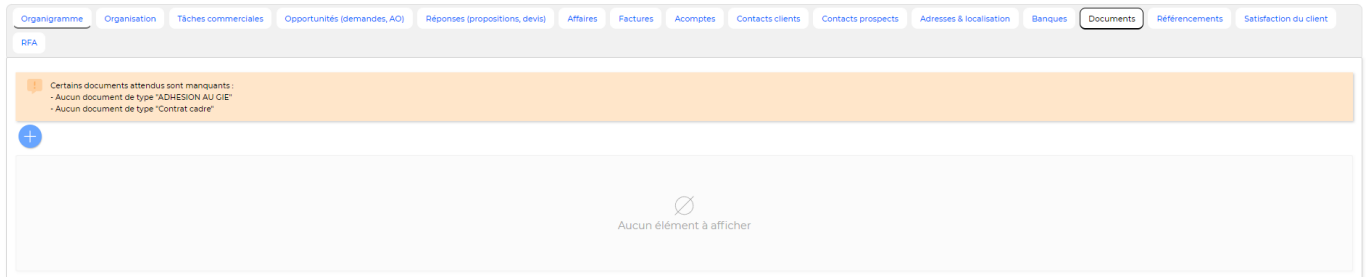 Organigramme Organisation Tâches commerciales Opportunités (demandes, AO) Réponses (propositions, devis) Affaires Factures Acomptes Contacts clients Contacts prospects Adresses & localisation Banques Documents Référencements Satisfaction du client
RFA
Certains documents attendus sont manquants :
- Aucun document de type "ADHESION AU GIE"
- Aucun document de type "Contrat cadre"
Aucun élément à afficher